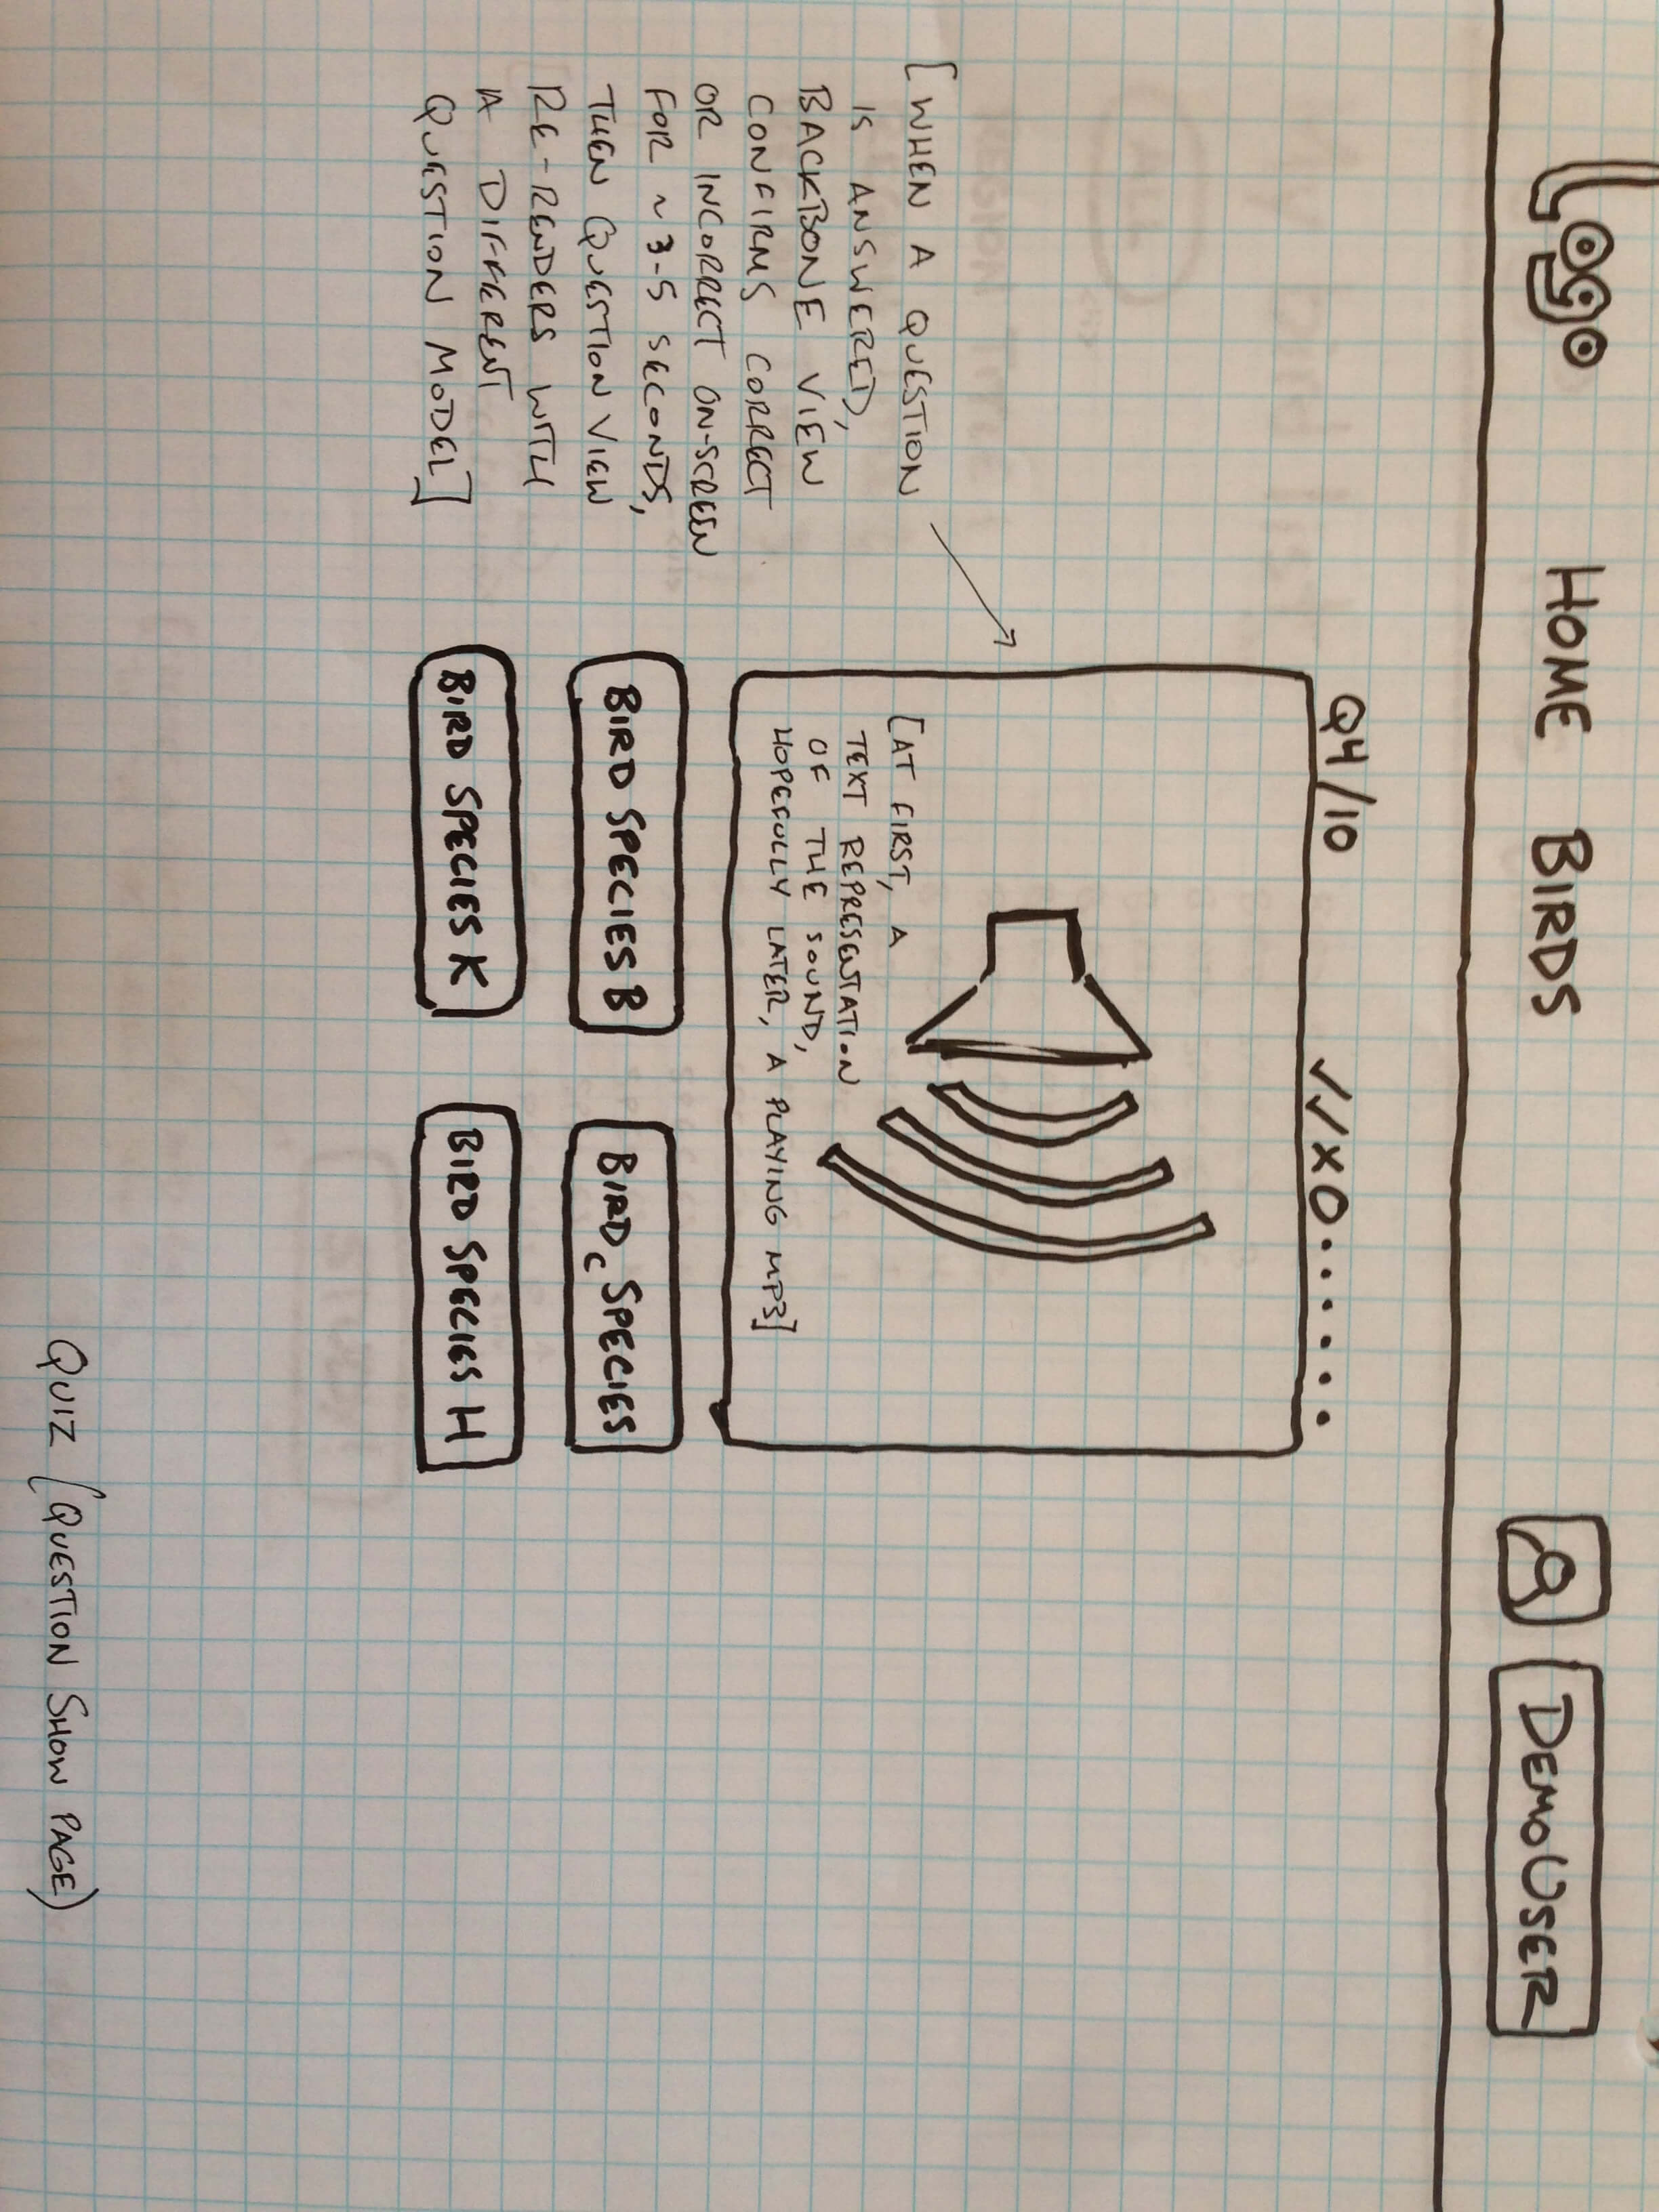 Logo HOME BIRDS DEMOUSER
Q4/10 ✓✓XO......
[WHEN A QUESTION
IS ANSWERED,
BACKBONE VIEW
CONFIRMS CORRECT
OR INCORRECT ON-SCREEN
FOR ~3-5 SECONDS,
THEN QUESTION VIEW
RE-RENDERS WITH
A DIFFERENT
QUESTION MODEL]
[AT FIRST, A
TEXT REPRESENTATION
OF THE SOUND,
HOPEFULLY LATER, A PLAYING MP3]
BIRD SPECIES B
BIRD SPECIES
C
BIRD SPECIES K
BIRD SPECIES H
QUIZ (QUESTION SHOW PAGE)